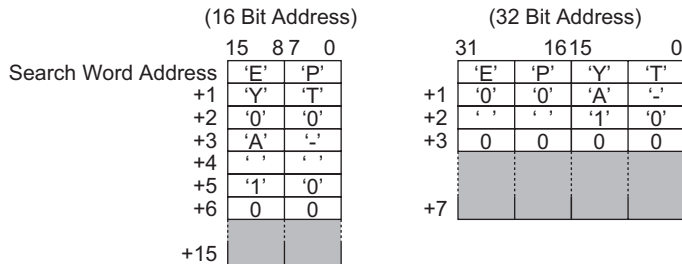 (16 Bit Address) (32 Bit Address)
15 8 7 0 31 16 15 0
Search Word Address ‘E’ ‘P’ ‘E’ ‘P’ ‘Y’ ‘T’
+1 ‘Y’ ‘T’ +1 ‘0’ ‘0’ ‘A’ ‘-’
+2 ‘0’ ‘0’ +2 ‘ ’ ‘ ’ ‘1’ ‘0’
+3 ‘A’ ‘-’ +3 0 0 0 0
+4 ‘ ’ ‘ ’
+5 ‘1’ ‘0’
+6 0 0 +7
+15